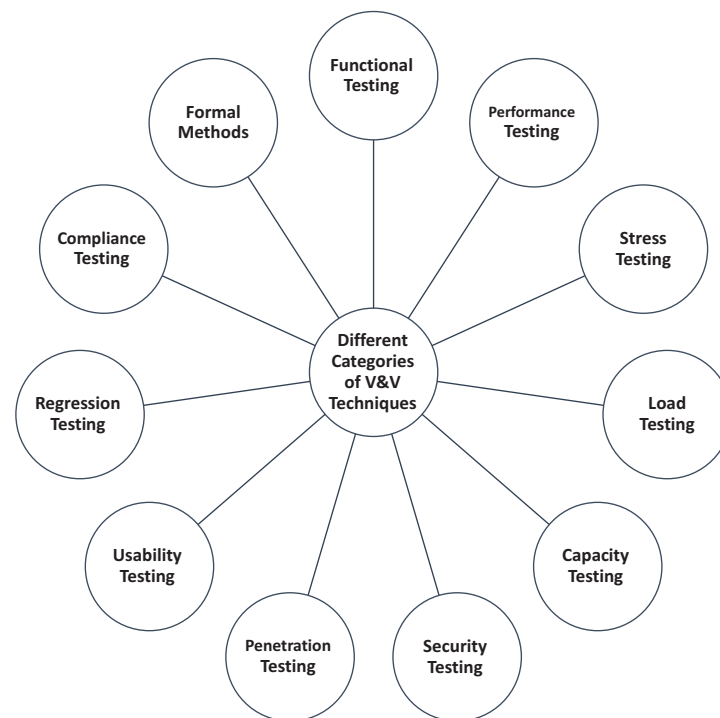 Functional
Testing
Performance
Testing
Stress
Testing
Load
Testing
Capacity
Testing
Security
Testing
Penetration
Testing
Usability
Testing
Regression
Testing
Compliance
Testing
Formal
Methods
Different
Categories
of V&V
Techniques